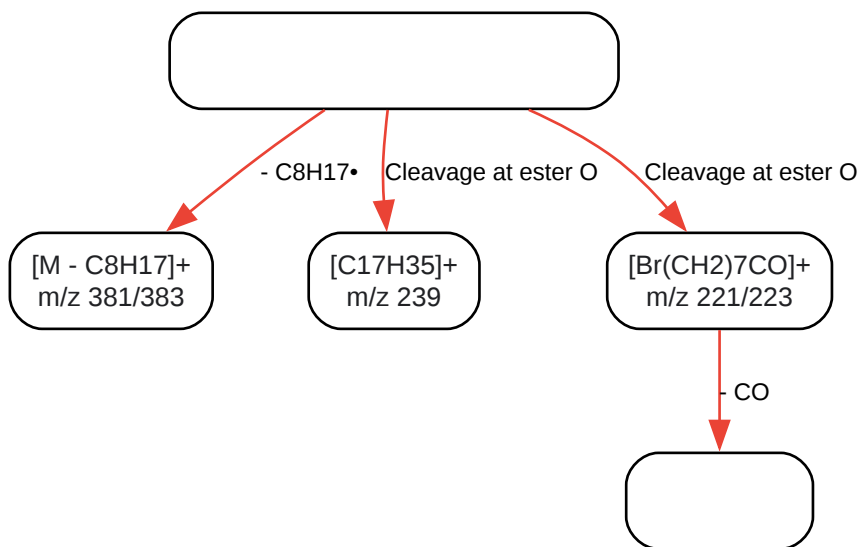 - C8H17•
Cleavage at ester O
Cleavage at ester O
[M - C8H17]+
m/z 381/383
[C17H35]+
m/z 239
[Br(CH2)7CO]+
m/z 221/223
- CO